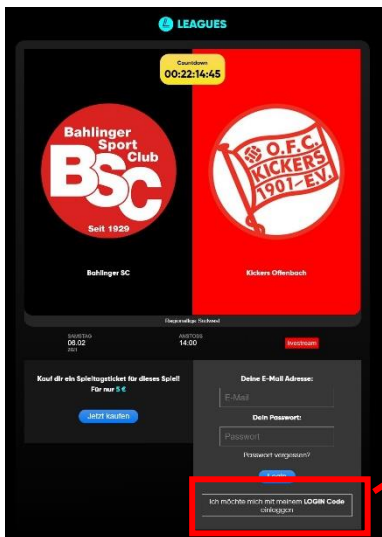 LEAGUES
Countdown
00:22:14:45
Bahlinger
Sport
Club
BSC
Seit 1929
O.F.C.
KICKERS
1901-E.V.
Bahlinger SC
Kickers Offenbach
Regionalliga Südwest
SAMSTAG
06.02
2021
ANSTOSS
14:00
livestream
Kauf dir ein Spieltagsticket für dieses Spiel!
Für nur 5 €
Jetzt kaufen
Deine E-Mail Adresse:
E-Mail
Dein Passwort:
Passwort
Passwort vergessen?
Login
Ich möchte mich mit meinem LOGIN Code
einloggen